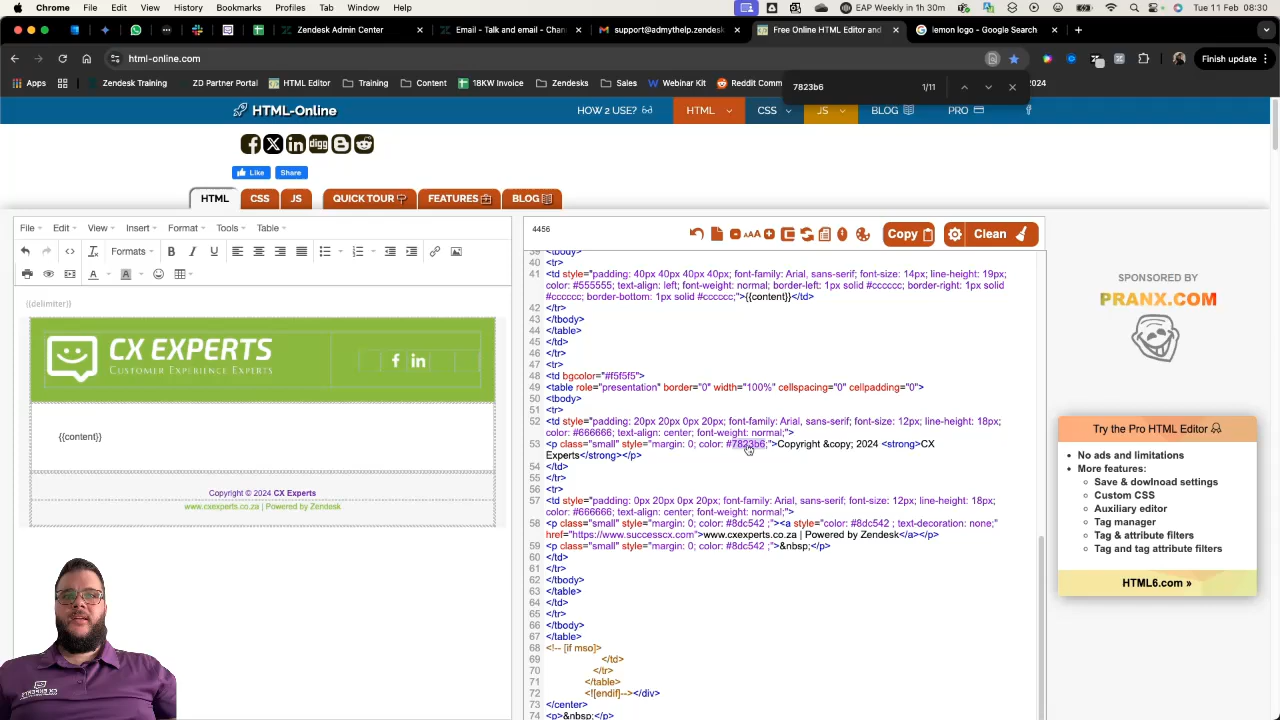 Chrome File Edit View History Bookmarks Profiles Tab Window Help
EAP Weekly in 1h 30m
Tue 11 Feb 08:30
Zendesk Admin Center
Email - Talk and email - Chan
support@admythelp.zendesk
Free Online HTML Editor and
lemon logo - Google Search
html-online.com
Finish update
Apps
Zendesk Training
ZD Partner Portal
HTML Editor
Training
Content
18KW Invoice
Zendesks
Sales
Webinar Kit
Reddit Comm
2024
7823b6
1/11
HTML-Online
HOW 2 USE?
HTML
CSS
JS
BLOG
PRO
digg
Like
Share
HTML
CSS
JS
QUICK TOUR
FEATURES
BLOG
File Edit View Insert Format Tools Table
Formats
B I U
A A
4456
AAA
Copy
Clean
{{delimiter}}
CX EXPERTS
CUSTOMER EXPERIENCE EXPERTS
{{content}}
Copyright © 2024 CX Experts
www.cxexperts.co.za | Powered by Zendesk
39 <tbody>
40 <tr>
41 <td style="padding: 40px 40px 40px 40px; font-family: Arial, sans-serif; font-size: 14px; line-height: 19px;
color: #555555; text-align: left; font-weight: normal; border-left: 1px solid #cccccc; border-right: 1px solid
#cccccc; border-bottom: 1px solid #cccccc;">{{content}}</td>
42 </tr>
43 </tbody>
44 </table>
45 </td>
46 </tr>
47 <tr>
48 <td bgcolor="#f5f5f5">
49 <table role="presentation" border="0" width="100%" cellspacing="0" cellpadding="0">
50 <tbody>
51 <tr>
52 <td style="padding: 20px 20px 0px 20px; font-family: Arial, sans-serif; font-size: 12px; line-height: 18px;
color: #666666; text-align: center; font-weight: normal;">
53 <p class="small" style="margin: 0; color: #7823b6;">Copyright &copy; 2024 <strong>CX
Experts</strong></p>
54 </td>
55 </tr>
56 <tr>
57 <td style="padding: 0px 20px 0px 20px; font-family: Arial, sans-serif; font-size: 12px; line-height: 18px;
color: #666666; text-align: center; font-weight: normal;">
58 <p class="small" style="margin: 0; color: #8dc542 ;"><a style="color: #8dc542 ; text-decoration: none;"
href="https://www.successcx.com">www.cxexperts.co.za | Powered by Zendesk</a></p>
59 <p class="small" style="margin: 0; color: #8dc542 ;">&nbsp;</p>
60 </td>
61 </tr>
62 </tbody>
63 </table>
64 </td>
65 </tr>
66 </tbody>
67 </table>
68 <!-- [if mso]>
69 </td>
70 </tr>
71 </table>
72 <![endif]--></div>
73 </center>
74 <p>&nbsp;</p>
SPONSORED BY
PRANX.COM
Try the Pro HTML Editor
No ads and limitations
More features:
Save & dowlnoad settings
Custom CSS
Auxiliary editor
Tag manager
Tag & attribute filters
Tag and tag attribute filters
HTML6.com »